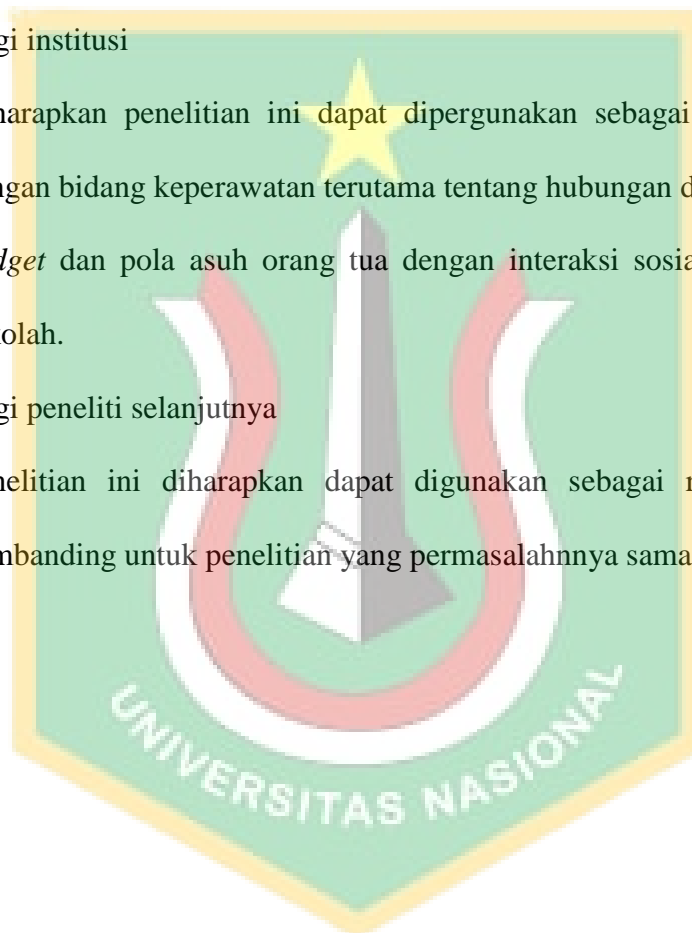 gi institusi
harapkan penelitian ini dapat dipergunakan sebagai
ngan bidang keperawatan terutama tentang hubungan d
dget dan pola asuh orang tua dengan interaksi sosia
kolah.
gi peneliti selanjutnya
nelitian ini diharapkan dapat digunakan sebagai r
mbanding untuk penelitian yang permasalahnnya sama
UNIVERSITAS NASIONAL